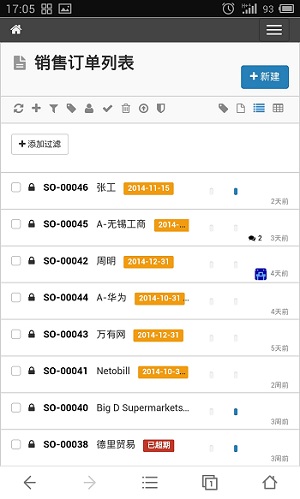 17:05 93
销售订单列表
+ 新建
+ 添加过滤
SO-00046 张工 2014-11-15
2天前
SO-00045 A-无锡工商 2014-...
2 3天前
SO-00042 周明 2014-12-31
4天前
SO-00044 A-华为 2014-10-31 ...
4天前
SO-00043 万有网 2014-12-31
5天前
SO-00041 Netobill 2014-10-3...
2周前
SO-00040 Big D Supermarkets...
3周前
SO-00038 德里贸易 已超期
3周前
1